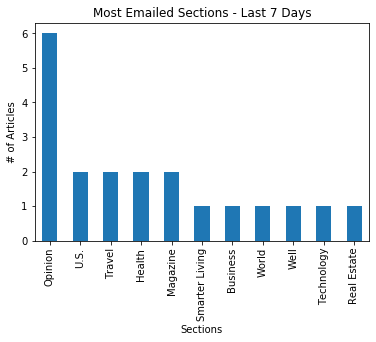 Most Emailed Sections - Last 7 Days
# of Articles
6
5
4
3
2
1
0
Opinion
U.S.
Travel
Health
Magazine
Smarter Living
Business
World
Well
Technology
Real Estate
Sections